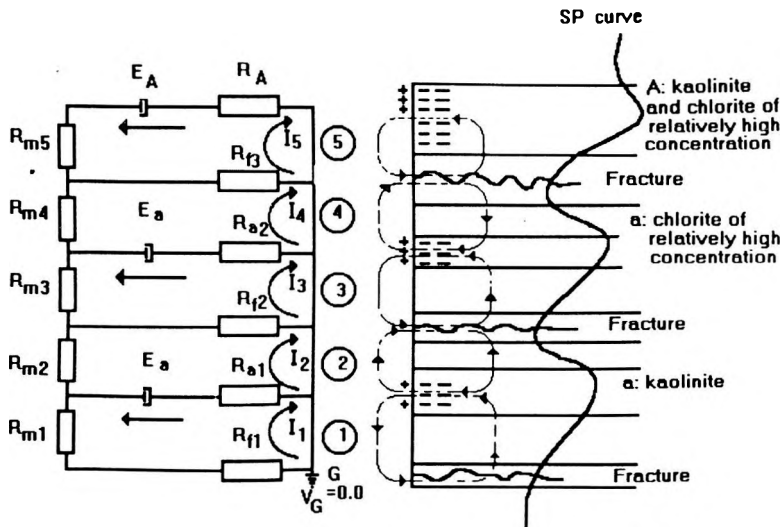 SP curve
E_A
R_A
R_m5
R_f3
I_5
5
R_m4
E_a
R_a2
I_4
4
R_m3
R_f2
I_3
3
R_m2
E_a
R_a1
I_2
2
R_m1
R_f1
I_1
1
G
V_G=0.0
A: kaolinite
and chlorite of
relatively high
concentration
Fracture
a: chlorite of
relatively high
concentration
Fracture
a: kaolinite
Fracture